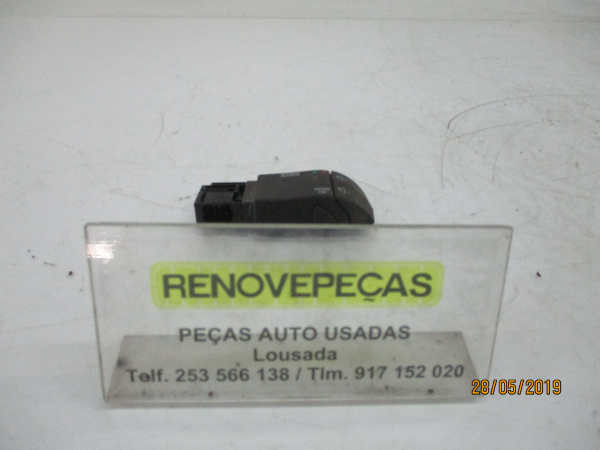 RENOVEPEÇAS
PEÇAS AUTO USADAS
Lousada
Telf. 253 566 138 / Tlm. 917 152 020
28/05/2019